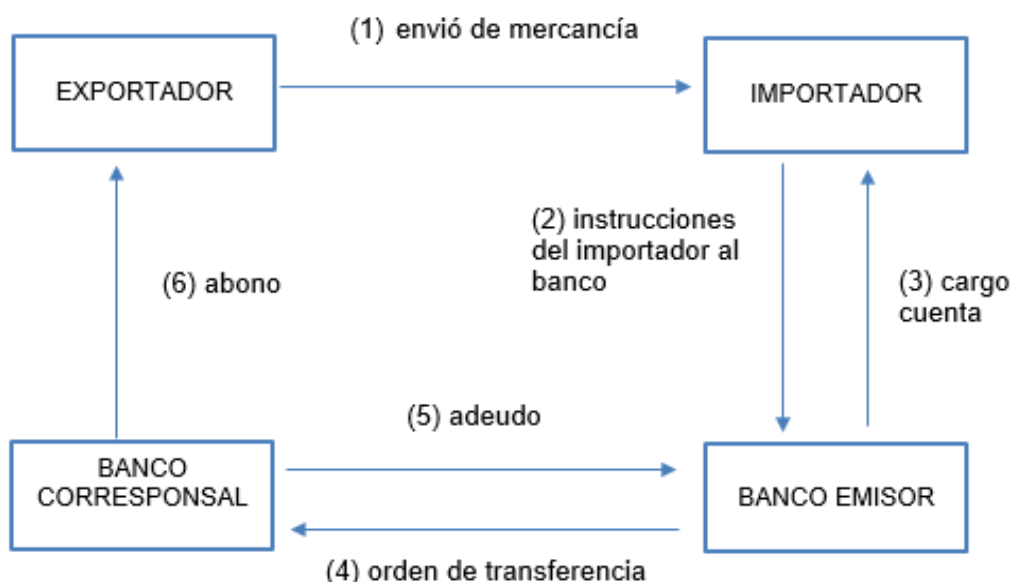 (1) envió de mercancía
EXPORTADOR
IMPORTADOR
(2) instrucciones
del importador al
banco
(3) cargo
cuenta
(6) abono
(5) adeudo
BANCO
CORRESPONSAL
BANCO EMISOR
(4) orden de transferencia